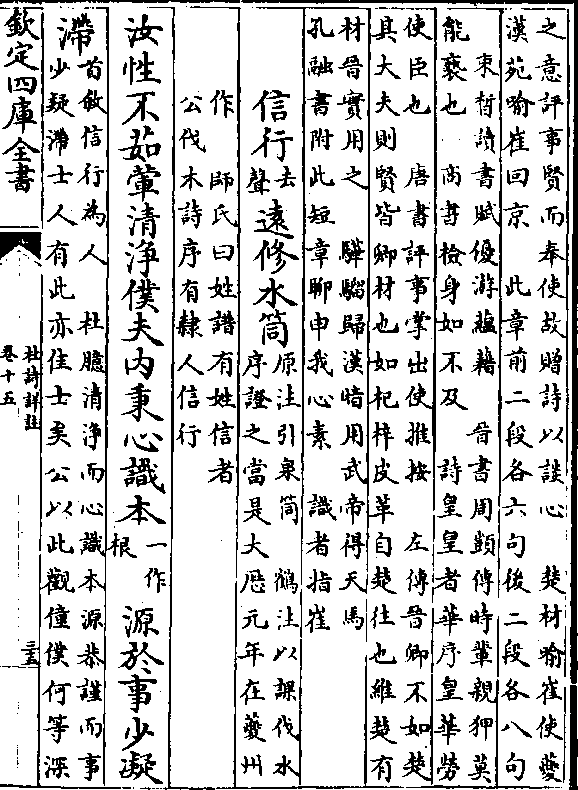 之意評事賢而奉使故贈詩以談心 楚材喻崔使夔
漢苑喻崔回京 此章前二段各六句後二段各八句
束晳讀書賦優游蘊藉 晉書周顗傳時輩親狎莫
能褻也 商書檢身如不及 詩皇皇者華序皇華勞
使臣也 唐書評事掌出使推按 左傳晉卿不如楚
其大夫則賢皆卿材也如杞梓皮革自楚往也雖楚有
材晉實用之 驊騮歸漢暗用武帝得天馬
孔融書附此短章聊申我心素 識者指崔
信行去聲遠修水筒 原注引泉筒 鶴注以課伐水
序證之當是大歷元年在夔州
作 師氏曰姓譜有姓信者
公伐木詩序有隸人信行
汝性不茹葷清淨僕夫内秉心識本一作根源於事少凝
滯 首敘信行為人 杜臆清淨而心識本源恭謹而事
少疑滯士人有此亦佳士矣公以此觀僮僕何等深
欽定四庫全書
杜詩詳註
卷十五
三五